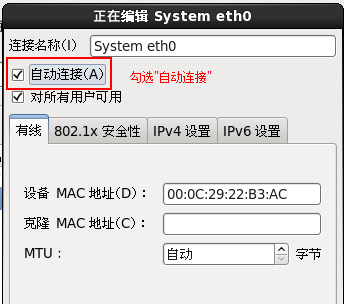 正在编辑 System eth0
连接名称(I) System eth0
自动连接(A) 勾选"自动连接"
对所有用户可用
有线 802.1x 安全性 IPv4 设置 IPv6 设置
设备 MAC 地址(D)： 00:0C:29:22:B3:AC
克隆 MAC 地址(C)：
MTU： 自动 字节